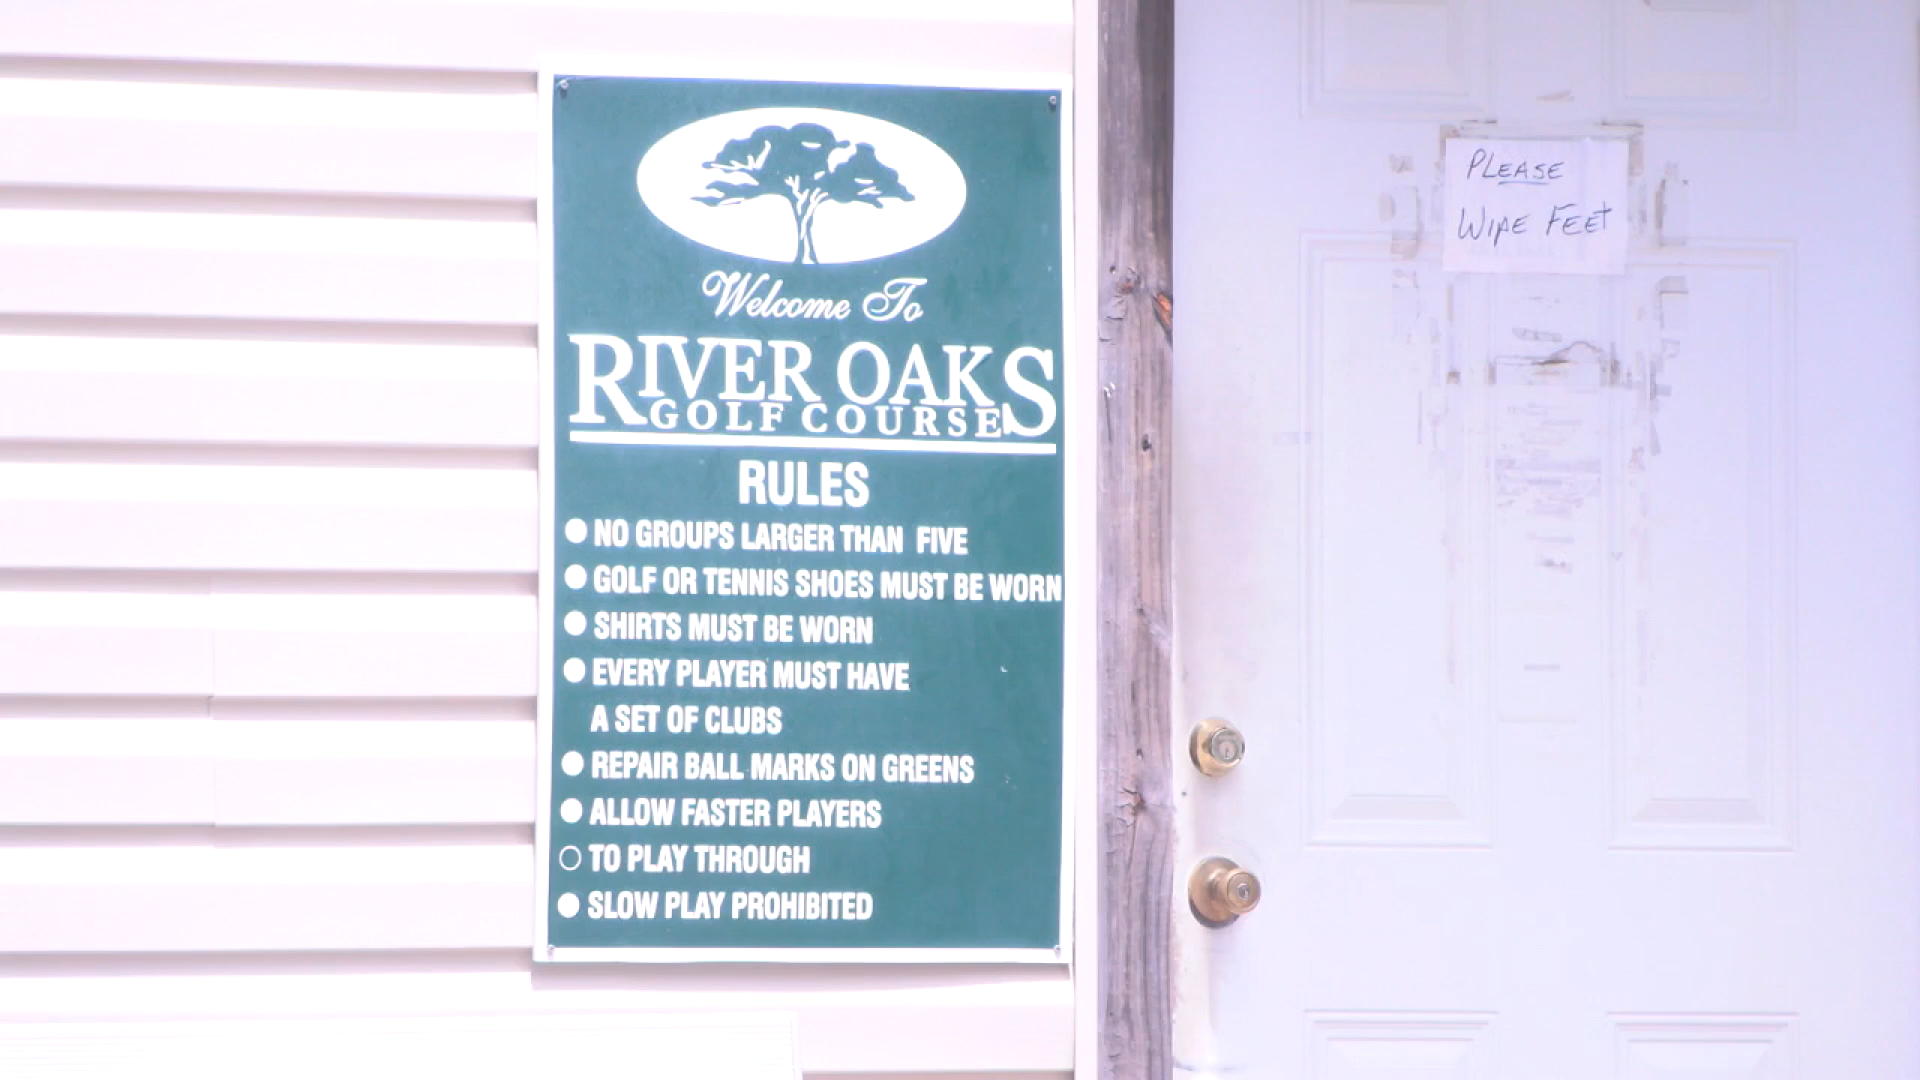 Welcome To
RIVER OAKS
GOLF COURSE
RULES
● NO GROUPS LARGER THAN FIVE
● GOLF OR TENNIS SHOES MUST BE WORN
● SHIRTS MUST BE WORN
● EVERY PLAYER MUST HAVE
A SET OF CLUBS
● REPAIR BALL MARKS ON GREENS
● ALLOW FASTER PLAYERS
○ TO PLAY THROUGH
● SLOW PLAY PROHIBITED
PLEASE
WIPE FEET